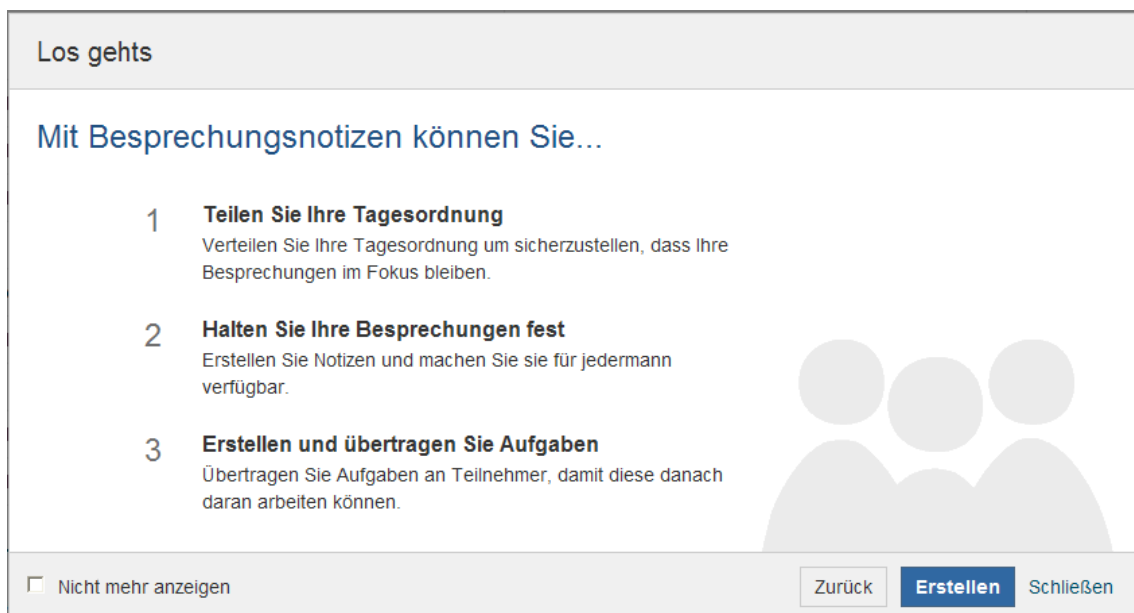 Los gehts
Mit Besprechungsnotizen können Sie...
1 Teilen Sie Ihre Tagesordnung
Verteilen Sie Ihre Tagesordnung um sicherzustellen, dass Ihre
Besprechungen im Fokus bleiben.
2 Halten Sie Ihre Besprechungen fest
Erstellen Sie Notizen und machen Sie sie für jedermann
verfügbar.
3 Erstellen und übertragen Sie Aufgaben
Übertragen Sie Aufgaben an Teilnehmer, damit diese danach
daran arbeiten können.
Nicht mehr anzeigen Zurück Erstellen Schließen